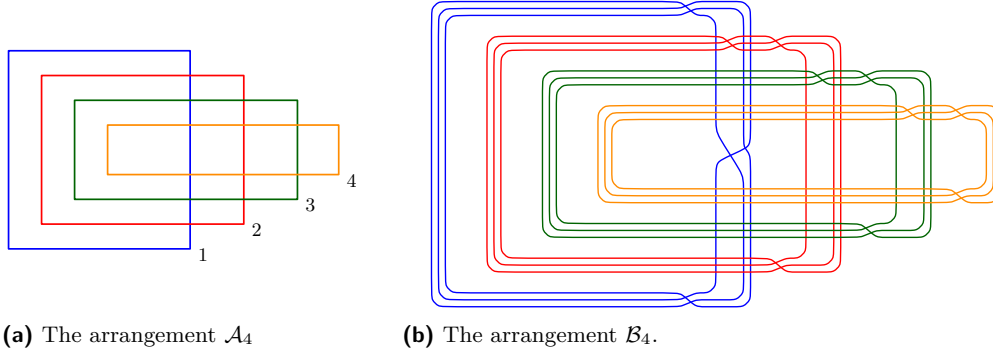 1
2
3
4
(a) The arrangement 𝒜₄
(b) The arrangement ℬ₄.